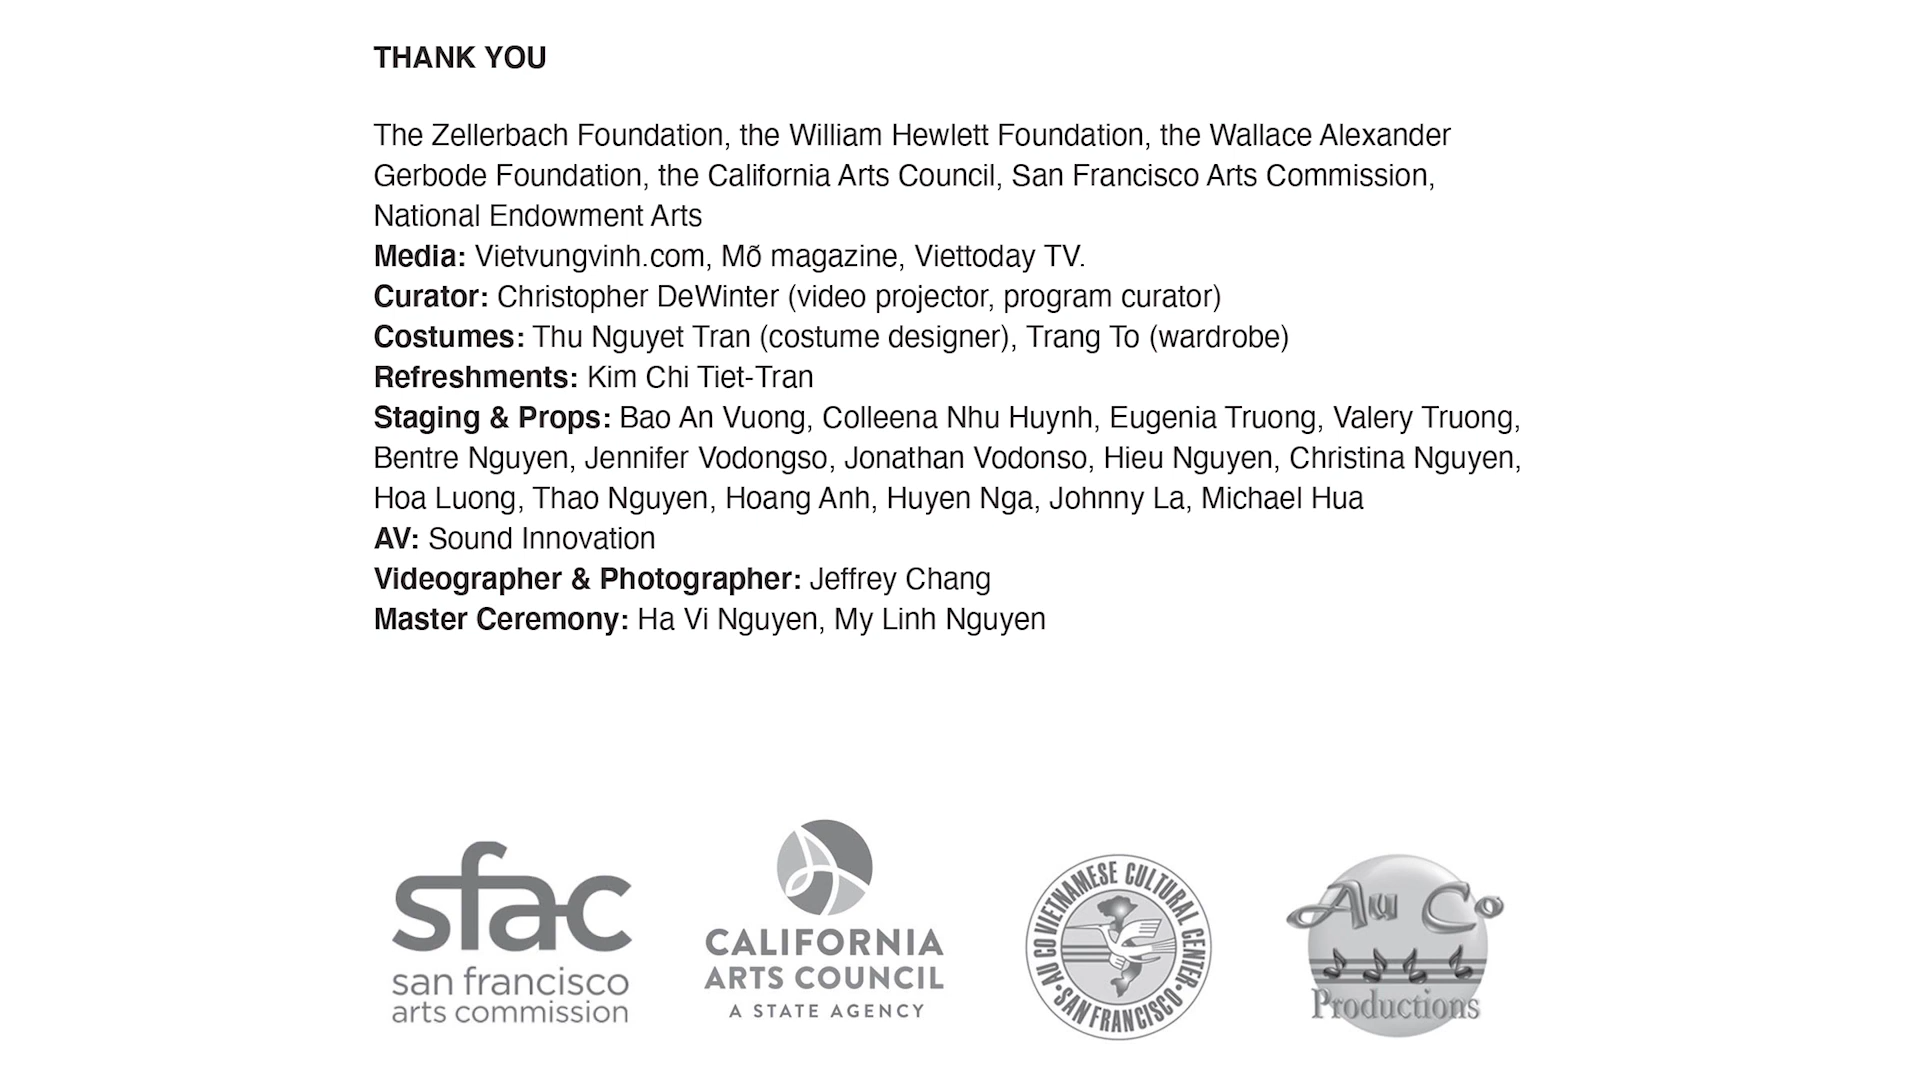 THANK YOU
The Zellerbach Foundation, the William Hewlett Foundation, the Wallace Alexander
Gerbode Foundation, the California Arts Council, San Francisco Arts Commission,
National Endowment Arts
Media: Vietvungvinh.com, Mõ magazine, Viettoday TV.
Curator: Christopher DeWinter (video projector, program curator)
Costumes: Thu Nguyet Tran (costume designer), Trang To (wardrobe)
Refreshments: Kim Chi Tiet-Tran
Staging & Props: Bao An Vuong, Colleena Nhu Huynh, Eugenia Truong, Valery Truong,
Bentre Nguyen, Jennifer Vodongso, Jonathan Vodonso, Hieu Nguyen, Christina Nguyen,
Hoa Luong, Thao Nguyen, Hoang Anh, Huyen Nga, Johnny La, Michael Hua
AV: Sound Innovation
Videographer & Photographer: Jeffrey Chang
Master Ceremony: Ha Vi Nguyen, My Linh Nguyen
sfac
san francisco
arts commission
CALIFORNIA
ARTS COUNCIL
A STATE AGENCY
AU CO VIETNAMESE CULTURAL CENTER
• SAN FRANCISCO •
Au Co
Productions